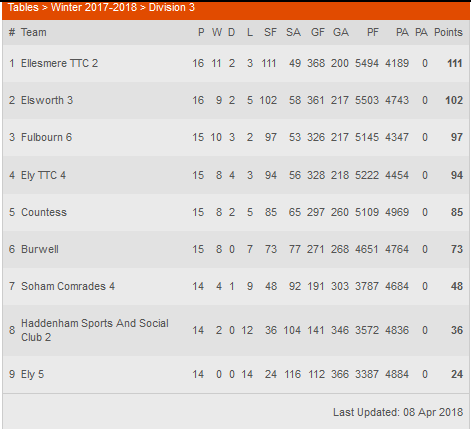 Tables > Winter 2017-2018 > Division 3
# Team P W D L SF SA GF GA PF PA PA Points
1 Ellesmere TTC 2 16 11 2 3 111 49 368 200 5494 4189 0 111
2 Elsworth 3 16 9 2 5 102 58 361 217 5503 4743 0 102
3 Fulbourn 6 15 10 3 2 97 53 326 217 5145 4347 0 97
4 Ely TTC 4 15 8 4 3 94 56 328 218 5222 4454 0 94
5 Countess 15 8 2 5 85 65 297 260 5109 4969 0 85
6 Burwell 15 8 0 7 73 77 271 268 4651 4764 0 73
7 Soham Comrades 4 14 4 1 9 48 92 191 303 3787 4684 0 48
8 Haddenham Sports And Social
Club 2 14 2 0 12 36 104 141 346 3572 4836 0 36
9 Ely 5 14 0 0 14 24 116 112 366 3387 4884 0 24
Last Updated: 08 Apr 2018